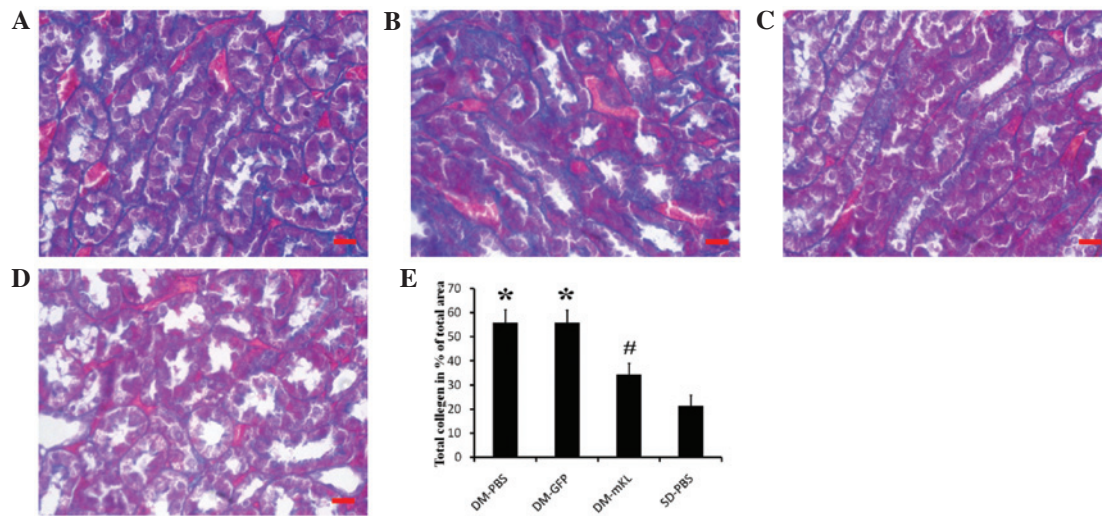 A
B
C
D
E
Total collegen in % of total area
70
60
50
40
30
20
10
0
*
*
#
DM-PBS
DM-GFP
DM-mKL
SD-PBS